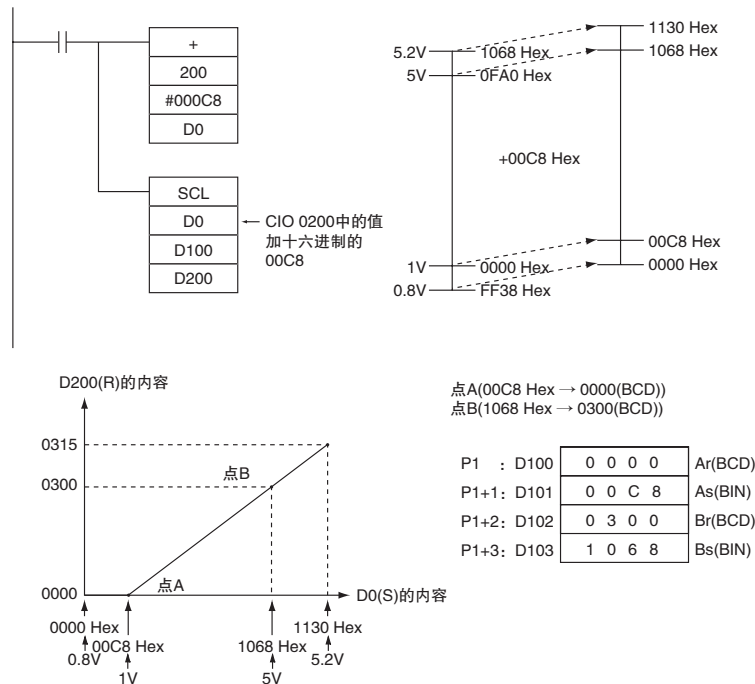 +
200
#000C8
D0
SCL
D0
D100
D200
CIO 0200中的值
加十六进制的
00C8
5.2V
1068 Hex
5V
0FA0 Hex
+00C8 Hex
1V
0000 Hex
0.8V
FF38 Hex
1130 Hex
1068 Hex
00C8 Hex
0000 Hex
D200(R)的内容
0315
0300
0000
点B
点A
D0(S)的内容
0000 Hex
0.8V
00C8 Hex
1V
1068 Hex
5V
1130 Hex
5.2V
点A(00C8 Hex → 0000(BCD))
点B(1068 Hex → 0300(BCD))
P1 : D100 0 0 0 0 Ar(BCD)
P1+1: D101 0 0 C 8 As(BIN)
P1+2: D102 0 3 0 0 Br(BCD)
P1+3: D103 1 0 6 8 Bs(BIN)